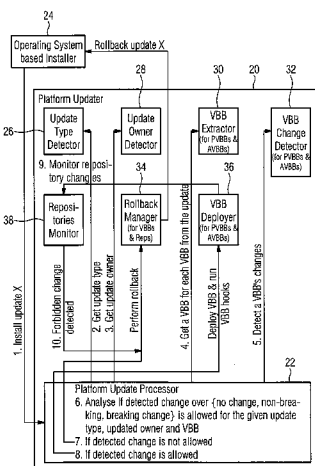 24
Operating System
based Installer
Rollback update X
28
30
20
32
Platform Updater
26
Update
Type
Detector
Update
Owner
Detector
VBB
Extractor
(for PVBBs &
AVBBs)
VBB
Change
Detector
(for PVBBs &
AVBBs)
9. Monitor repos-
itory changes
34
36
38
Repos-
itories
Monitor
Rollback
Manager
(for VBBs
& Reps)
VBB
Deployer
(for PVBBs &
AVBBs)
1. Install update X
10. Forbidden change
detected
2. Get update type
3. Get update owner
Perform rollback
4. Get a VBB for each VBB from the update
Deploy VBB & run
VBB hooks
5. Detect a VBB's changes
22
Platform Update Processor
6. Analyse If detected change over {no change, non-brea-
king, breaking change} is allowed for the given update
type, updated owner and VBB
7. If detected change is not allowed
8. If detected change is allowed